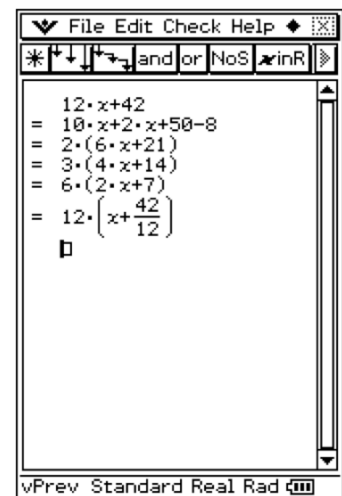 File Edit Check Help ◆
* and or NoS xinR
12·x+42
= 10·x+2·x+50-8
= 2·(6·x+21)
= 3·(4·x+14)
= 6·(2·x+7)
= 12·(x+42/12)
vPrev Standard Real Rad